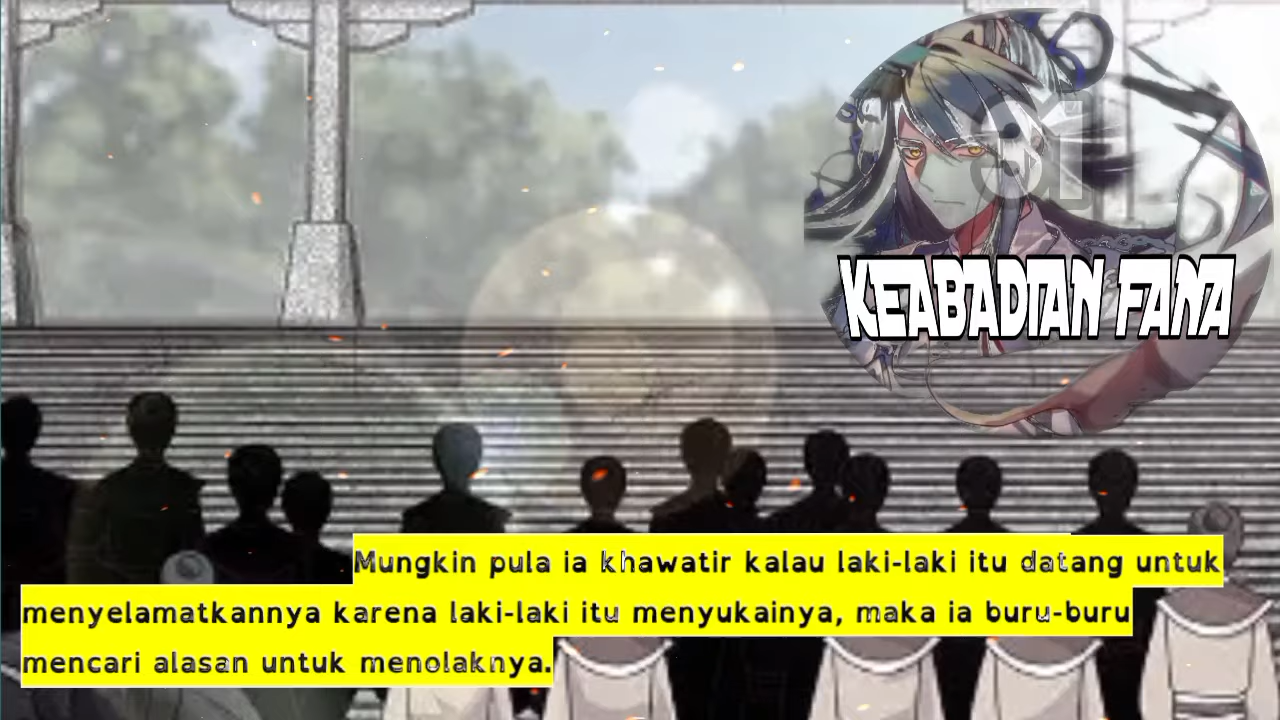 KEABADIAN FANA
Mungkin pula ia khawatir kalau laki-laki itu datang untuk
menyelamatkannya karena laki-laki itu menyukainya, maka ia buru-buru
mencari alasan untuk menolaknya.